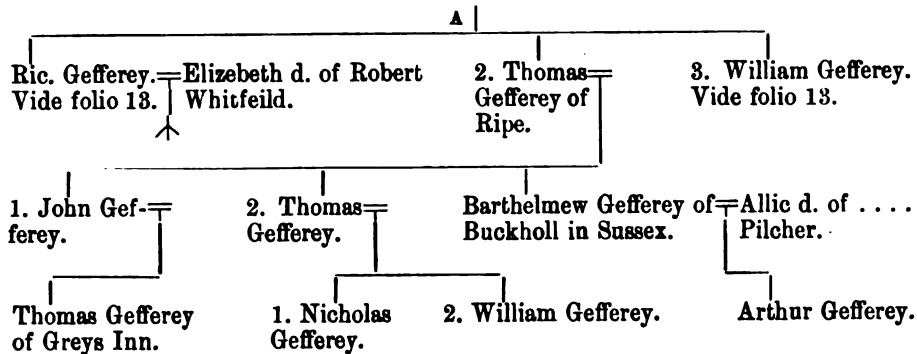 A
Ric. Gefferey.
Vide folio 13.
Elizebeth d. of Robert
Whitfeild.
2. Thomas
Gefferey of
Ripe.
3. William Gefferey.
Vide folio 13.
1. John Gef-
ferey.
2. Thomas
Gefferey.
Barthelmew Gefferey of
Buckholl in Sussex.
Allic d. of ....
Pilcher.
Thomas Gefferey
of Greys Inn.
1. Nicholas
Gefferey.
2. William Gefferey.
Arthur Gefferey.